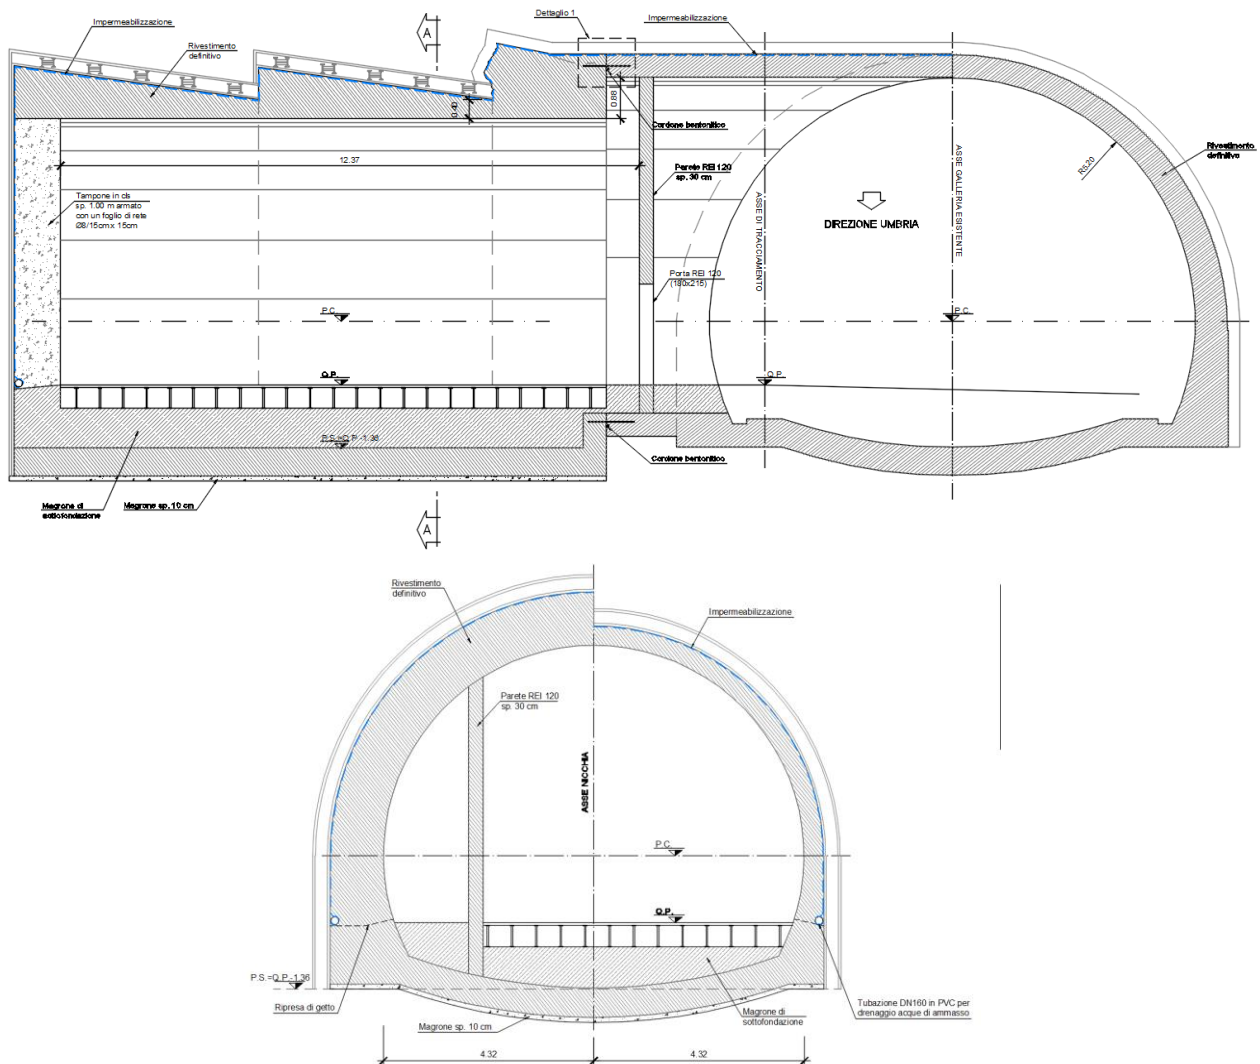 Impermeabilizzazione
Rivestimento
definitivo
A
Dettaglio 1
Impermeabilizzazione
0.40
0.88
Cordone bentonitico
12.37
Parete REI 120
sp. 30 cm
Tampone in cls
sp. 1.00 m armato
con un foglio di rete
Ø8/15cm x 15cm
ASSE DI TRACCIAMENTO
ASSE GALLERIA ESISTENTE
R5.20
Rivestimento
definitivo
DIREZIONE UMBRIA
Porta REI 120
(180x215)
P.C.
P.C.
Q.P.
Q.P.
P.S.=Q.P.-1.36
Cordone bentonitico
Magrone di
sottofondazione
Magrone sp. 10 cm
A
Rivestimento
definitivo
Impermeabilizzazione
Parete REI 120
sp. 30 cm
ASSE NICCHIA
P.C.
Q.P.
P.S.=Q.P.-1.36
Ripresa di getto
Magrone sp. 10 cm
Magrone di
sottofondazione
Tubazione DN160 in PVC per
drenaggio acque di ammasso
4.32
4.32